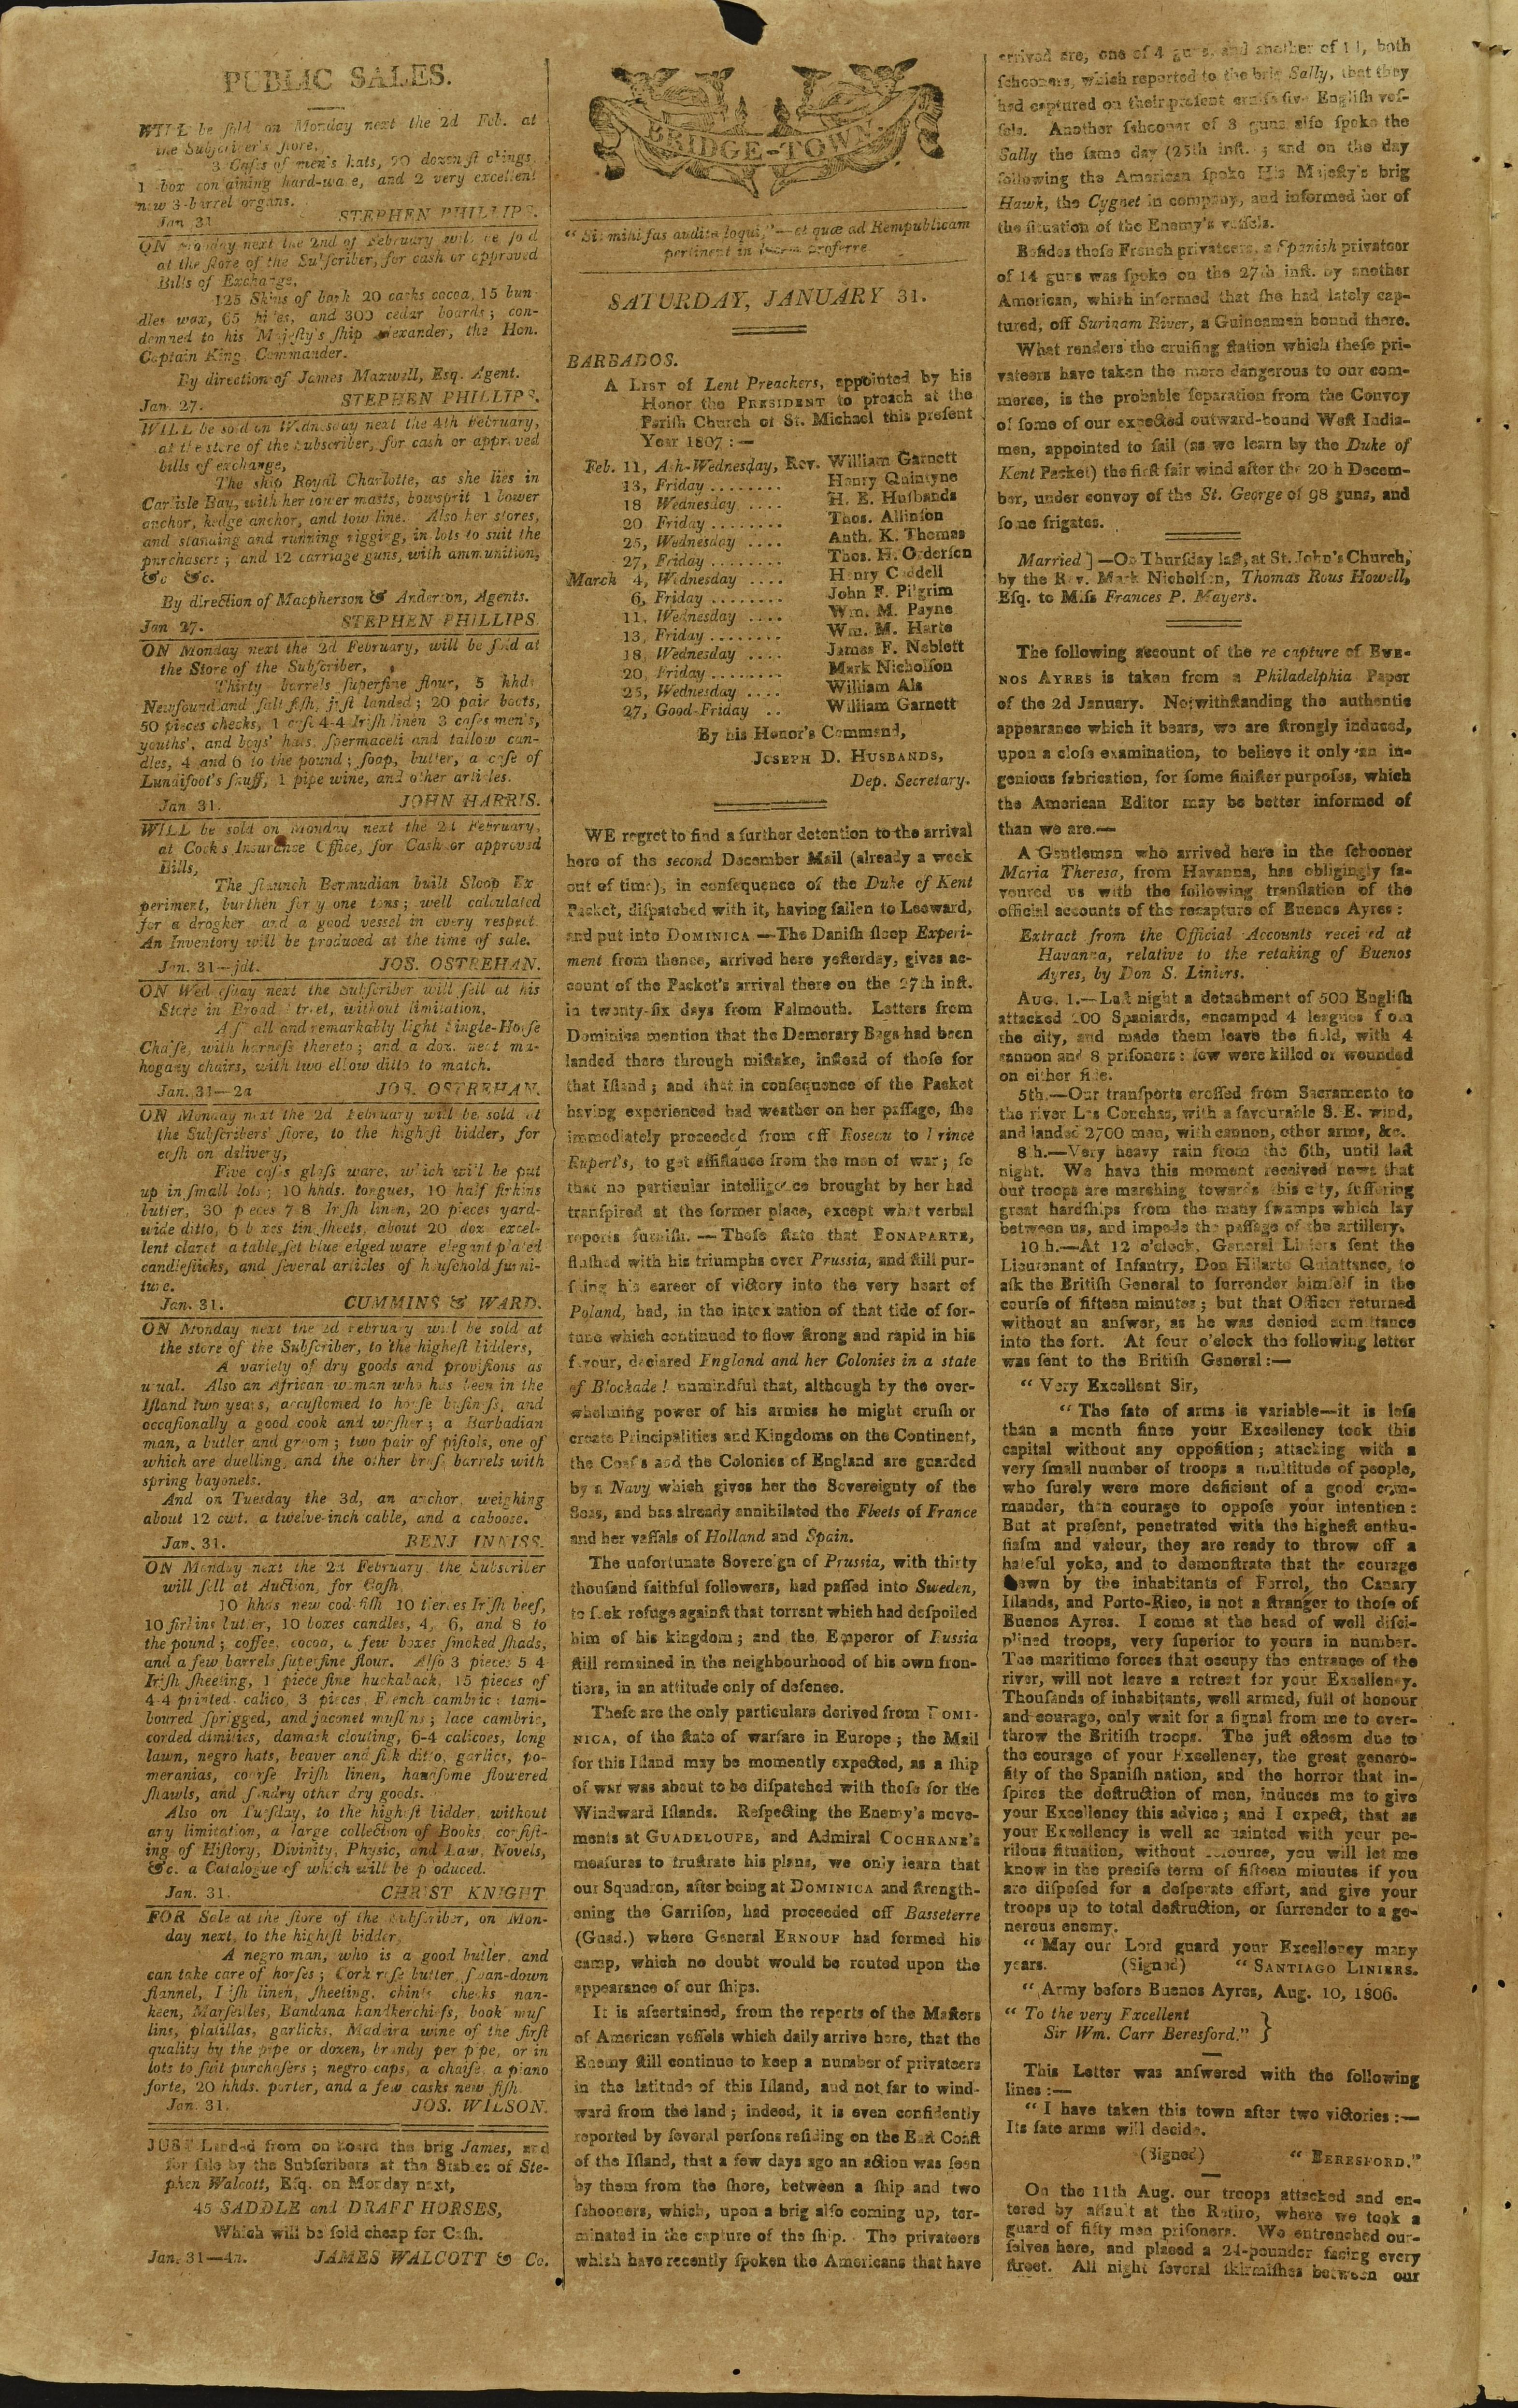 PUBLIC SALES.
WILL be sold on Monday next the 2d Feb. at
the Subscriber's store,
3 Cases of men's hats, 20 dozen stockings
1 box containing hard-ware, and 2 very excellent
new 3-barrel organs.
Jan 31 STEPHEN PHILLIPS.
ON Monday next the 2nd of February will be sold
at the store of the Subscriber, for cash or approved
Bills of Exchange,
125 Skins of bark 20 casks cocoa, 15 bun
dles wax, 65 hides, and 300 cedar boards; con-
demned to his Majesty's ship Alexander, the Hon.
Captain King Commander.
By direction of James Maxwell, Esq. Agent.
Jan 27. STEPHEN PHILLIPS.
WILL be sold on Wednesday next the 4th February,
at the store of the subscriber, for cash or approved
bills of exchange,
The ship Royal Charlotte, as she lies in
Carlisle Bay, with her lower masts, bowsprit 1 lower
anchor, kedge anchor, and tow line. Also her stores,
and standing and running rigging, in lots to suit the
purchasers; and 12 carriage guns, with ammunition,
&c &c.
By direction of Macpherson & Anderson, Agents.
Jan 27. STEPHEN PHILLIPS
ON Monday next the 2d February, will be sold at
the Store of the Subscriber,
Thirty barrels superfine flour, 5 hhds
Newfoundland salt fish, just landed; 20 pair boots,
50 pieces checks, 1 case 4-4 Irish linen 3 cases men's,
youths', and boys' hats, spermaceti and tallow can-
dles, 4 and 6 to the pound; soap, butter, a case of
Lundifoot's snuff, 1 pipe wine, and other articles.
Jan 31. JOHN HARRIS.
WILL be sold on Monday next the 2d February,
at Cock's Insurance Office, for Cash or approved
Bills,
The staunch Bermudian built Sloop Ex
periment, burthen forty one tons; well calculated
for a drogher and a good vessel in every respect
An Inventory will be produced at the time of sale.
Jan. 31—jdt. JOS. OSTREHAN.
ON Wednesday next the Subscriber will sell at his
Store in Broad street, without limitation,
A small and remarkably light Single-Horse
Chaise, with harness thereto; and a doz. neat ma-
hogany chairs, with two elbow ditto to match.
Jan. 31—2a JOS. OSTREHAN.
ON Monday next the 2d February will be sold at
the Subscribers' store, to the highest bidder, for
cash on delivery,
Five cases glass ware, which will be put
up in small lots; 10 hhds. tongues, 10 half firkins
butter, 30 pieces 7 8 Irish linen, 20 pieces yard-
wide ditto, 6 boxes tin sheets, about 20 doz excel-
lent claret a table set blue edged ware elegant plated
candlesticks, and several articles of household furni-
ture.
Jan. 31. CUMMINS & WARD.
ON Monday next the 2d February will be sold at
the store of the Subscriber, to the highest bidders,
A variety of dry goods and provisions as
usual. Also an African woman who has been in the
Island two years, accustomed to house business, and
occasionally a good cook and washer; a Barbadian
man, a butler and groom; two pair of pistols, one of
which are duelling, and the other brass barrels with
spring bayonets.
And on Tuesday the 3d, an anchor weighing
about 12 cwt. a twelve-inch cable, and a caboose.
Jan. 31. BENJ INNISS.
ON Monday next the 2d February the Subscriber
will sell at Auction, for Cash,
10 hhds new cod-fish 10 tierces Irish beef,
10 firkins butter, 10 boxes candles, 4, 6, and 8 to
the pound; coffee, cocoa, a few boxes smoked shads,
and a few barrels superfine flour. Also 3 pieces 5 4
Irish sheeting, 1 piece fine huckaback, 15 pieces of
4-4 printed calico, 3 pieces French cambric: tam-
boured sprigged, and jaconet muslins; lace cambric,
corded dimities, damask clouting, 6-4 calicoes, long
lawn, negro hats, beaver and silk ditto, garlics, po-
meranias, coarse Irish linen, handsome flowered
shawls, and sundry other dry goods.
Also on Tuesday, to the highest bidder without
any limitation, a large collection of Books, consist-
ing of History, Divinity, Physic, and Law, Novels,
&c. a Catalogue of which will be produced.
Jan. 31. CHRIST KNIGHT
FOR Sale at the store of the Subscriber, on Mon-
day next, to the highest bidder,
A negro man, who is a good butler, and
can take care of horses; Cork rose butter, swan-down
flannel, Irish linen, sheeting, chints checks nan-
keen, Marseilles, Bandana handkerchiefs, book mus
lins, platillas, garlicks, Madeira wine of the first
quality by the pipe or dozen, brandy per pipe, or in
lots to suit purchasers; negro caps, a chaise a piano
forte, 20 hhds. porter, and a few casks new fish.
Jan. 31. JOS. WILSON.
JUST Landed from on board the brig James, and
for sale by the Subscribers at the Stables of Ste-
phen Walcott, Esq. on Monday next,
45 SADDLE and DRAFT HORSES,
Which will be sold cheap for Cash.
Jan. 31—4a. JAMES WALCOTT & Co.
BRIDGE-TOWN.
"Sit mihi fas audita loqui,"—et quæ ad Rempublicam
pertinent in proferre
SATURDAY, JANUARY 31.
BARBADOS.
A LIST of Lent Preachers, appointed by his
Honor the PRESIDENT to preach at the
Parish Church of St. Michael this present
Year 1807:—
Feb. 11, Ash-Wednesday, Rev. William Garnett
13, Friday ........ Henry Quintyne
18 Wednesday .... H. E. Husbands
20 Friday ........ Thos. Allinson
25, Wednesday .... Anth. K. Thomas
27, Friday ........ Thos. H. Orderson
March 4, Wednesday .... Henry Caddell
6, Friday ........ John F. Pilgrim
11, Wednesday .... Wm. M. Payne
13, Friday ........ Wm. M. Harte
18, Wednesday .... James F. Neblett
20, Friday ........ Mark Nicholson
25, Wednesday .... William Als
27, Good-Friday .. William Garnett
By his Honor's Command,
JOSEPH D. HUSBANDS,
Dep. Secretary.
WE regret to find a further detention to the arrival
here of the second December Mail (already a week
out of time), in consequence of the Duke of Kent
Packet, dispatched with it, having fallen to Leeward,
and put into DOMINICA—The Danish sloop Experi-
ment from thence, arrived here yesterday, gives ac-
count of the Packet's arrival there on the 27th inst.
in twenty-six days from Falmouth. Letters from
Dominica mention that the Demerary Bags had been
landed there through mistake, instead of those for
that Island; and that in consequence of the Packet
having experienced bad weather on her passage, she
immediately proceeded from off Roseau to Prince
Rupert's, to get assistance from the men of war; so
that no particular intelligence brought by her had
transpired at the former place, except what verbal
reports furnish.—These state that BONAPARTE,
flushed with his triumphs over Prussia, and still pur-
suing his career of victory into the very heart of
Poland, had, in the intoxication of that tide of for-
tune which continued to flow strong and rapid in his
favour, declared England and her Colonies in a state
of Blockade! unmindful that, although by the over-
whelming power of his armies he might crush or
create Principalities and Kingdoms on the Continent,
the Coasts and the Colonies of England are guarded
by a Navy which gives her the Sovereignty of the
Seas, and has already annihilated the Fleets of France
and her vassals of Holland and Spain.
The unfortunate Sovereign of Prussia, with thirty
thousand faithful followers, had passed into Sweden,
to seek refuge against that torrent which had despoiled
him of his kingdom; and the Emperor of Russia
still remained in the neighbourhood of his own fron-
tiers, in an attitude only of defense.
These are the only particulars derived from DOMI-
NICA, of the state of warfare in Europe; the Mail
for this Island may be momently expected, as a ship
of war was about to be dispatched with those for the
Windward Islands. Respecting the Enemy's move-
ments at GUADELOUPE, and Admiral COCHRANE's
measures to frustrate his plans, we only learn that
our Squadron, after being at DOMINICA and strength-
ening the Garrison, had proceeded off Basseterre
(Guad.) where General ERNOUF had formed his
camp, which no doubt would be routed upon the
appearance of our ships.
It is ascertained, from the reports of the Masters
of American vessels which daily arrive here, that the
Enemy still continue to keep a number of privateers
in the latitude of this Island, and not far to wind-
ward from the land; indeed, it is even confidently
reported by several persons residing on the East Coast
of the Island, that a few days ago an action was seen
by them from the shore, between a ship and two
schooners, which, upon a brig also coming up, ter-
minated in the capture of the ship. The privateers
which have recently spoken the Americans that have
arrived are, one of 4 guns, and another of 11, both
schooners, which reported to the brig Sally, that they
had captured on their present cruise five English ves-
sels. Another schooner of 8 guns also spoke the
Sally the same day (25th inst.; and on the day
following the American spoke His Majesty's brig
Hawk, the Cygnet in company, and informed her of
the situation of the Enemy's vessels.
Besides those French privateers, a Spanish privateer
of 14 guns was spoke on the 27th inst. by another
American, which informed that she had lately cap-
tured, off Surinam River, a Guineaman bound there.
What renders the cruising station which these pri-
vateers have taken the more dangerous to our com-
merce, is the probable separation from the Convoy
of some of our expected outward-bound West India-
men, appointed to sail (as we learn by the Duke of
Kent Packet) the first fair wind after the 20 h Decem-
ber, under convoy of the St. George of 98 guns, and
some frigates.
Married]—On Thursday last, at St. John's Church,
by the Rev. Mark Nicholson, Thomas Rous Howell,
Esq. to Miss Frances P. Mayers.
The following account of the re capture of BUE-
NOS AYRES is taken from a Philadelphia Paper
of the 2d January. Notwithstanding the authentic
appearance which it bears, we are strongly induced,
upon a close examination, to believe it only an in-
genious fabrication, for some sinister purposes, which
the American Editor may be better informed of
than we are.—
A Gentleman who arrived here in the schooner
Maria Theresa, from Havanna, has obligingly fa-
voured us with the following translation of the
official accounts of the recapture of Buenos Ayres:
Extract from the Official Accounts received at
Havanna, relative to the retaking of Buenos
Ayres, by Don S. Liniers.
AUG. 1.—Last night a detachment of 500 English
attacked 200 Spaniards, encamped 4 leagues from
the city, and made them leave the field, with 4
cannon and 8 prisoners: few were killed or wounded
on either side.
5th.—Our transports crossed from Sacramento to
the river Las Conchas, with a favourable S. E. wind,
and landed 2700 men, with cannon, other arms, &c.
8 h.—Very heavy rain from the 6th, until last
night. We have this moment received news that
our troops are marching towards this city, suffering
great hardships from the many swamps which lay
between us, and impede the passage of the artillery.
10 h.—At 12 o'clock, General Liniers sent the
Lieutenant of Infantry, Don Hilario Quintanco, to
ask the British General to surrender himself in the
course of fifteen minutes; but that Officer returned
without an answer, as he was denied admittance
into the fort. At four o'clock the following letter
was sent to the British General:—
"Very Excellent Sir,
"The fate of arms is variable—it is less
than a month since your Excellency took this
capital without any opposition; attacking with a
very small number of troops a multitude of people,
who surely were more deficient of a good com-
mander, than courage to oppose your intention:
But at present, penetrated with the highest enthu-
siasm and valour, they are ready to throw off a
hateful yoke, and to demonstrate that the courage
shewn by the inhabitants of Ferrol, the Canary
Islands, and Porto-Rico, is not a stranger to those of
Buenos Ayres. I come at the head of well disci-
plined troops, very superior to yours in number.
The maritime forces that occupy the entrance of the
river, will not leave a retreat for your Excellency.
Thousands of inhabitants, well armed, full of honour
and courage, only wait for a signal from me to over-
throw the British troops. The just esteem due to
the courage of your Excellency, the great genero-
sity of the Spanish nation, and the horror that in-
spires the destruction of men, induces me to give
your Excellency this advice; and I expect, that as
your Excellency is well acquainted with your pe-
rilous situation, without resource, you will let me
know in the precise term of fifteen minutes if you
are disposed for a desperate effort, and give your
troops up to total destruction, or surrender to a ge-
nerous enemy.
"May our Lord guard your Excellency many
years. (Signed) "SANTIAGO LINIERS.
"Army before Buenos Ayres, Aug. 10, 1806.
"To the very Excellent
Sir Wm. Carr Beresford."}
This Letter was answered with the following
lines:—
"I have taken this town after two victories:—
Its fate arms will decide.
(Signed) "BERESFORD."
On the 11th Aug. our troops attacked and en-
tered by assault at the Retiro, where we took a
guard of fifty men prisoners. We entrenched our-
selves here, and placed a 24-pounder facing every
street. All night several skirmishes between our